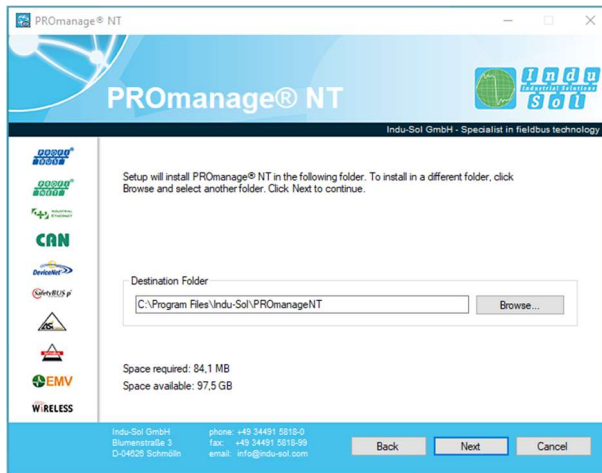 PROmanage® NT
PROmanage® NT
Indu
Industrial Solutions
Sol
Indu-Sol GmbH - Specialist in fieldbus technology
Setup will install PROmanage® NT in the following folder. To install in a different folder, click
Browse and select another folder. Click Next to continue.
INDUSTRIAL
ETHERNET
CAN
DeviceNet
SafetyBUS p
Destination Folder
C:\Program Files\Indu-Sol\PROmanageNT
Browse...
Space required: 84,1 MB
Space available: 97,5 GB
EMV
WiRELESS
Indu-Sol GmbH
Blumenstraße 3
D-04626 Schmölln
phone: +49 34491 5818-0
fax: +49 34491 5818-99
email: info@indu-sol.com
Back
Next
Cancel